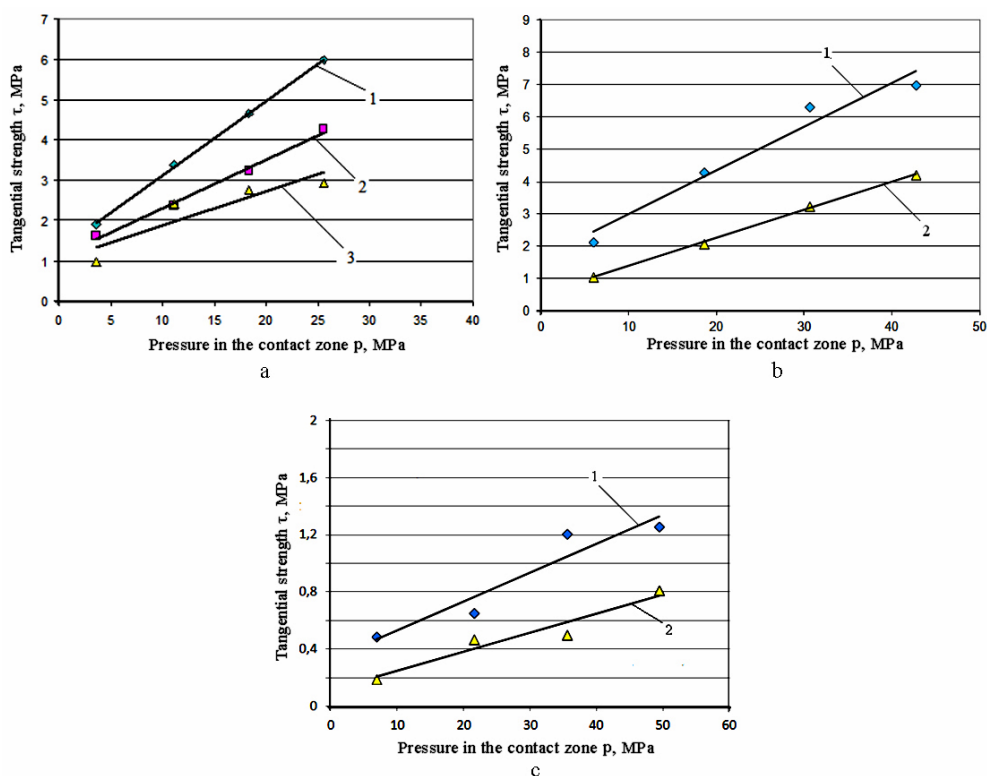 Tangential strength τ, MPa
7
6
5
4
3
2
1
0
1
2
3
0 5 10 15 20 25 30 35 40
Pressure in the contact zone p, MPa
a
Tangential strength τ, MPa
9
8
7
6
5
4
3
2
1
0
1
2
0 10 20 30 40 50
Pressure in the contact zone p, MPa
b
Tangential strength τ, MPa
2
1,6
1,2
0,8
0,4
0
1
2
0 10 20 30 40 50 60
Pressure in the contact zone p, MPa
c